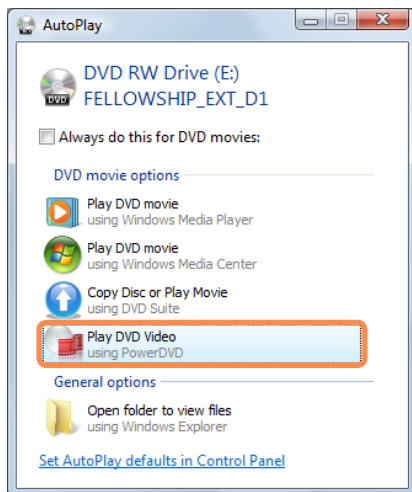 AutoPlay
DVD RW Drive (E:)
FELLOWSHIP_EXT_D1
DVD
Always do this for DVD movies:
DVD movie options
Play DVD movie
using Windows Media Player
Play DVD movie
using Windows Media Center
Copy Disc or Play Movie
using DVD Suite
Play DVD Video
using PowerDVD
General options
Open folder to view files
using Windows Explorer
Set AutoPlay defaults in Control Panel